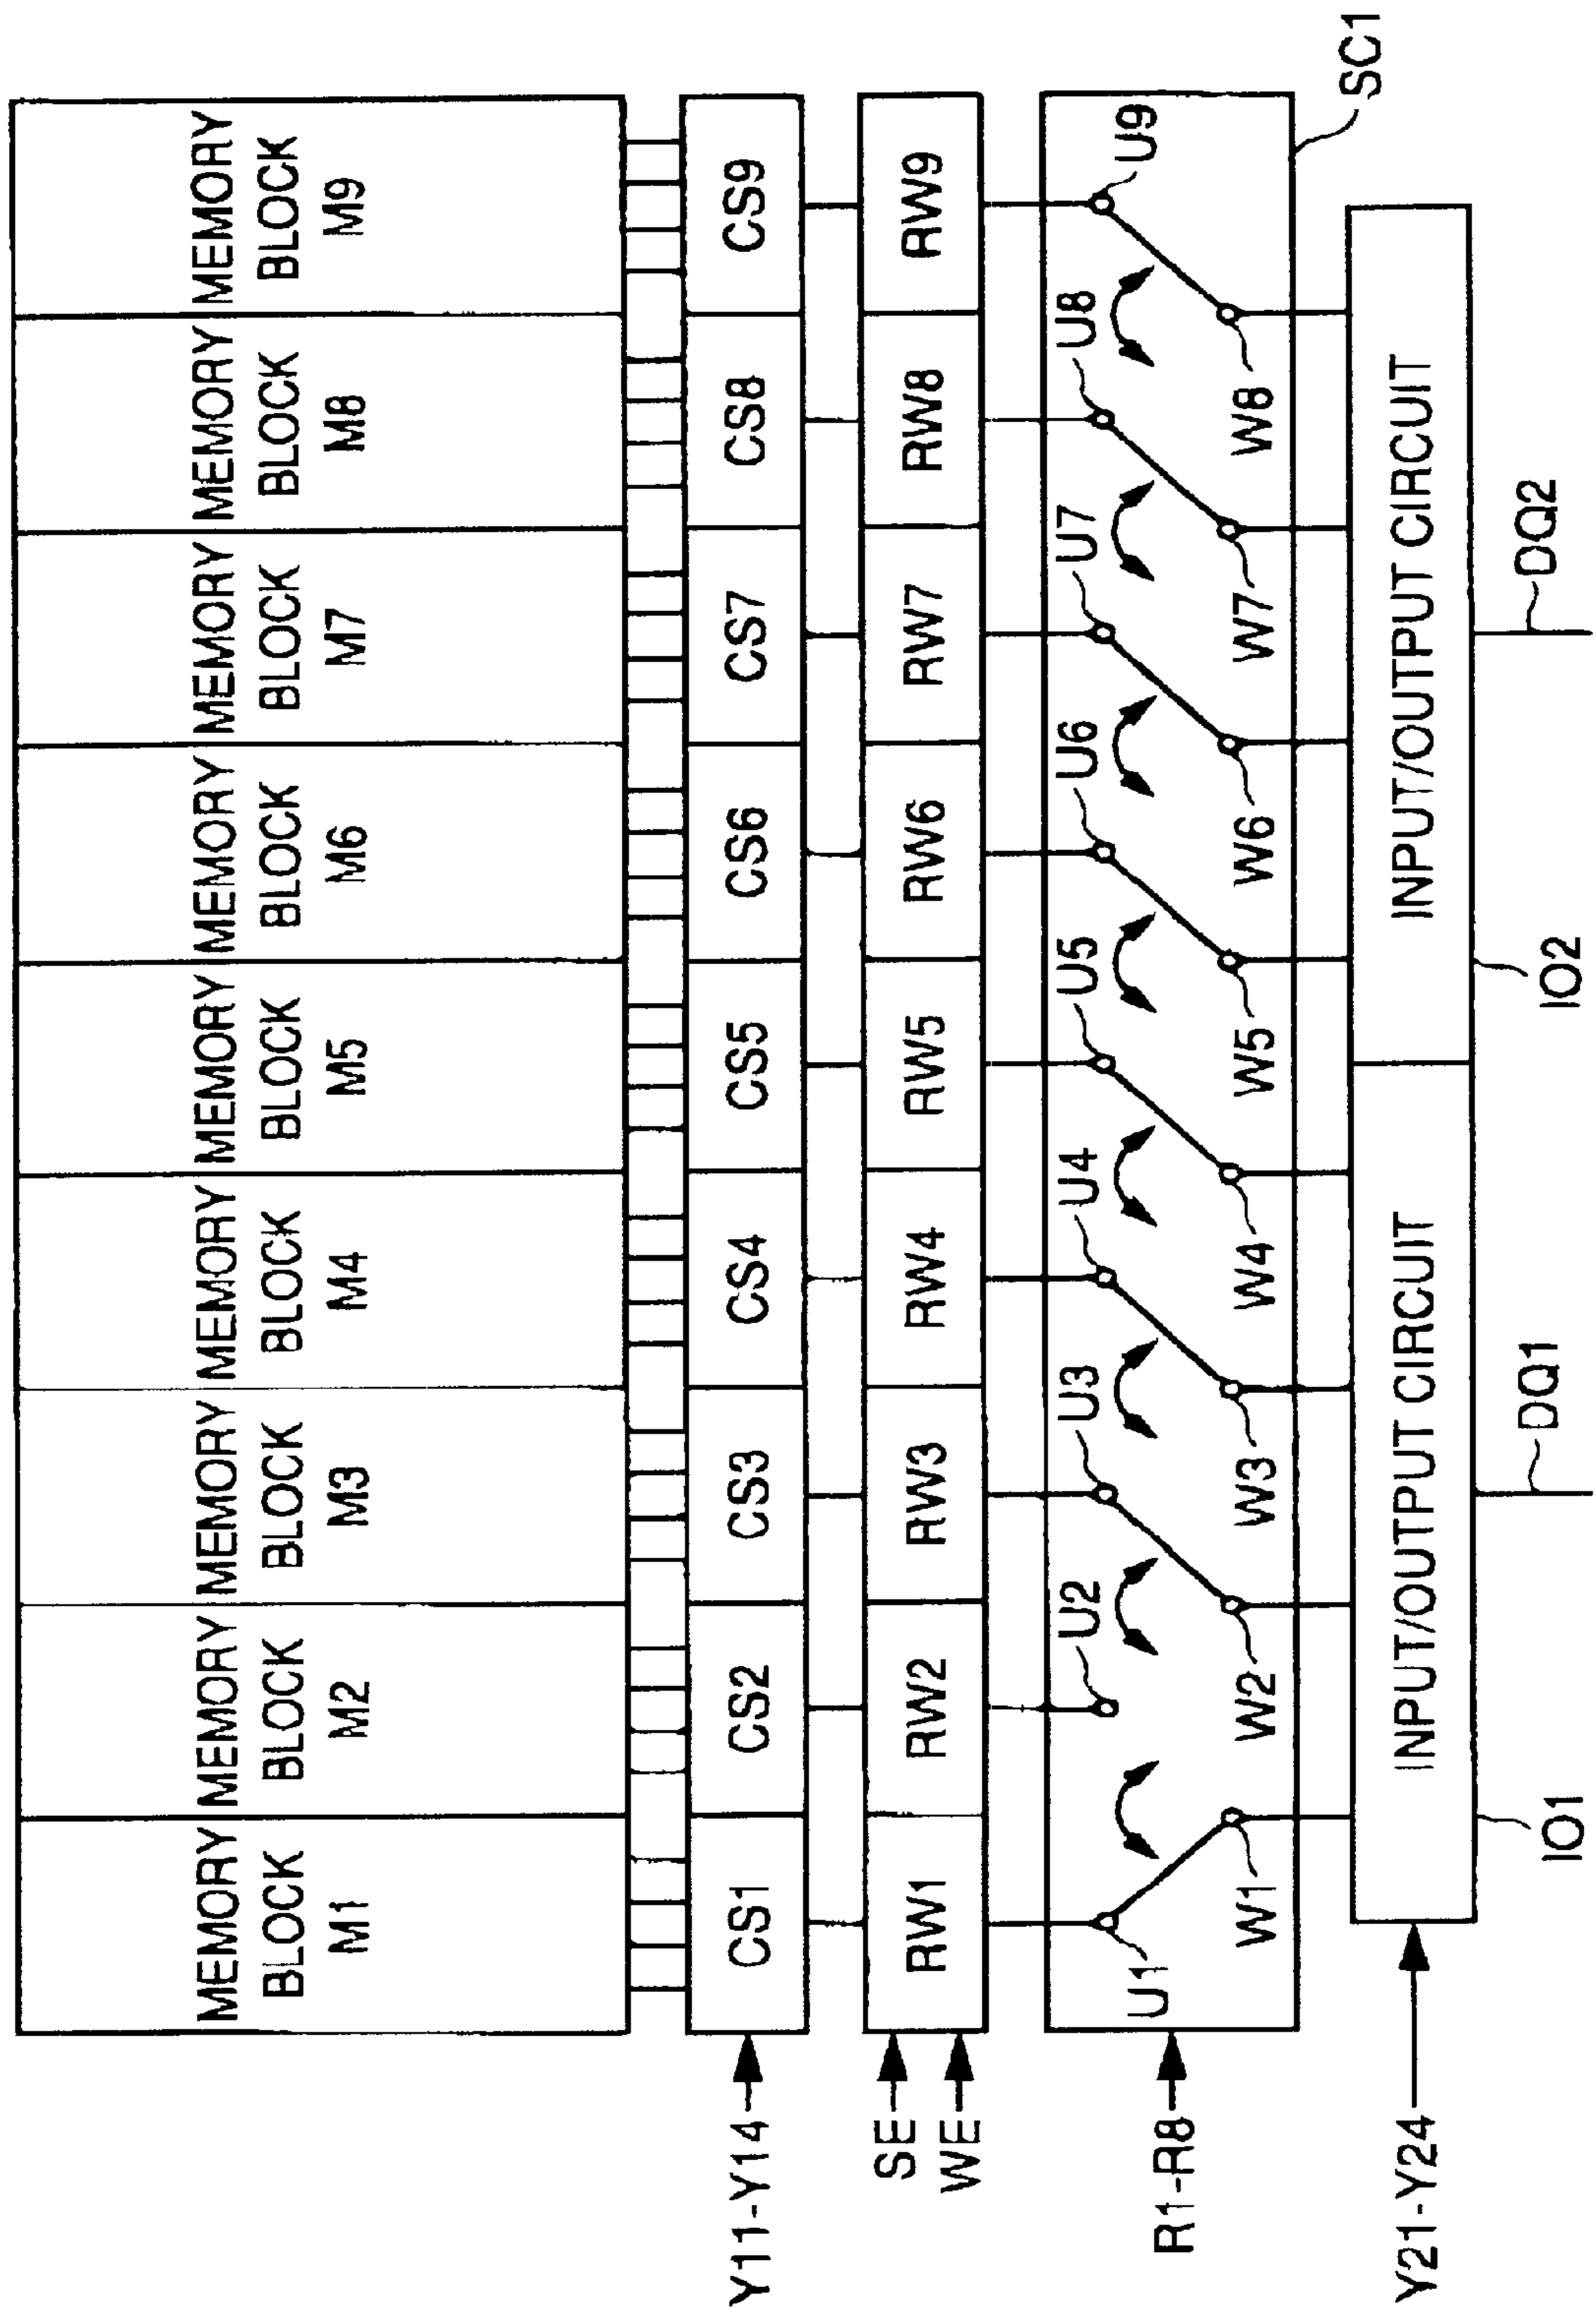 MEMORY BLOCK M1
MEMORY BLOCK M2
MEMORY BLOCK M3
MEMORY BLOCK M4
MEMORY BLOCK M5
MEMORY BLOCK M6
MEMORY BLOCK M7
MEMORY BLOCK M8
MEMORY BLOCK M9
Y11-Y14
CS1
CS2
CS3
CS4
CS5
CS6
CS7
CS8
CS9
SE
WE
RW1
RW2
RW3
RW4
RW5
RW6
RW7
RW8
RW9
R1-R8
U1
U2
U3
U4
U5
U6
U7
U8
U9
W1
W2
W3
W4
W5
W6
W7
W8
SC1
Y21-Y24
INPUT/OUTPUT CIRCUIT
INPUT/OUTPUT CIRCUIT
IO1
DQ1
IO2
DQ2